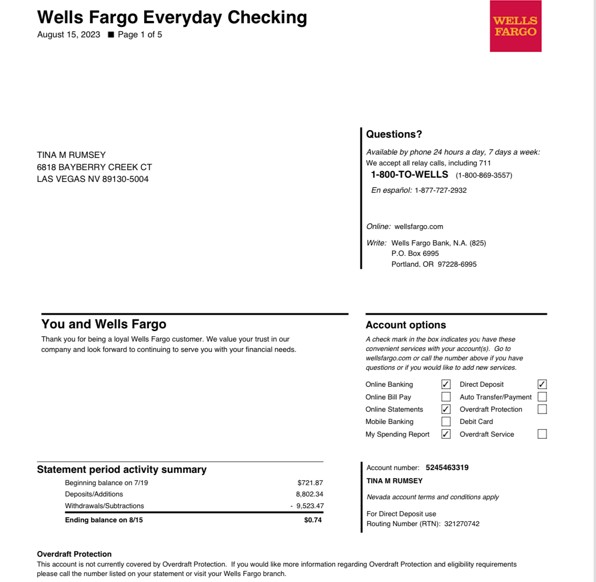 Wells Fargo Everyday Checking
August 15, 2023 ■ Page 1 of 5
WELLS
FARGO
TINA M RUMSEY
6818 BAYBERRY CREEK CT
LAS VEGAS NV 89130-5004
Questions?
Available by phone 24 hours a day, 7 days a week:
We accept all relay calls, including 711
1-800-TO-WELLS (1-800-869-3557)
En español: 1-877-727-2932
Online: wellsfargo.com
Write: Wells Fargo Bank, N.A. (825)
P.O. Box 6995
Portland, OR 97228-6995
You and Wells Fargo
Thank you for being a loyal Wells Fargo customer. We value your trust in our
company and look forward to continuing to serve you with your financial needs.
Account options
A check mark in the box indicates you have these
convenient services with your account(s). Go to
wellsfargo.com or call the number above if you have
questions or if you would like to add new services.
Online Banking ✓ Direct Deposit ✓
Online Bill Pay Auto Transfer/Payment
Online Statements ✓ Overdraft Protection
Mobile Banking Debit Card
My Spending Report ✓ Overdraft Service
Statement period activity summary
Beginning balance on 7/19 $721.87
Deposits/Additions 8,802.34
Withdrawals/Subtractions - 9,523.47
Ending balance on 8/15 $0.74
Account number: 5245463319
TINA M RUMSEY
Nevada account terms and conditions apply
For Direct Deposit use
Routing Number (RTN): 321270742
Overdraft Protection
This account is not currently covered by Overdraft Protection. If you would like more information regarding Overdraft Protection and eligibility requirements
please call the number listed on your statement or visit your Wells Fargo branch.